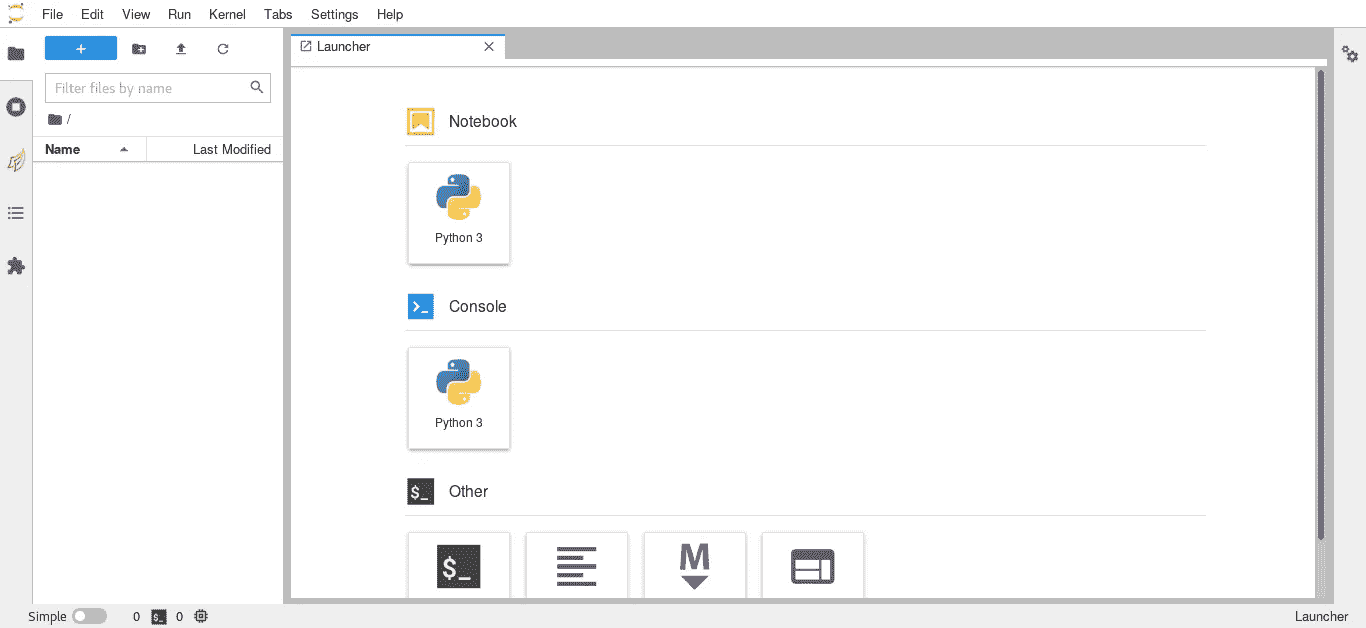 File Edit View Run Kernel Tabs Settings Help
+
Launcher
Filter files by name
/
Name Last Modified
Notebook
Python 3
Console
Python 3
$_ Other
$_ M
Simple 0 $_ 0 Launcher